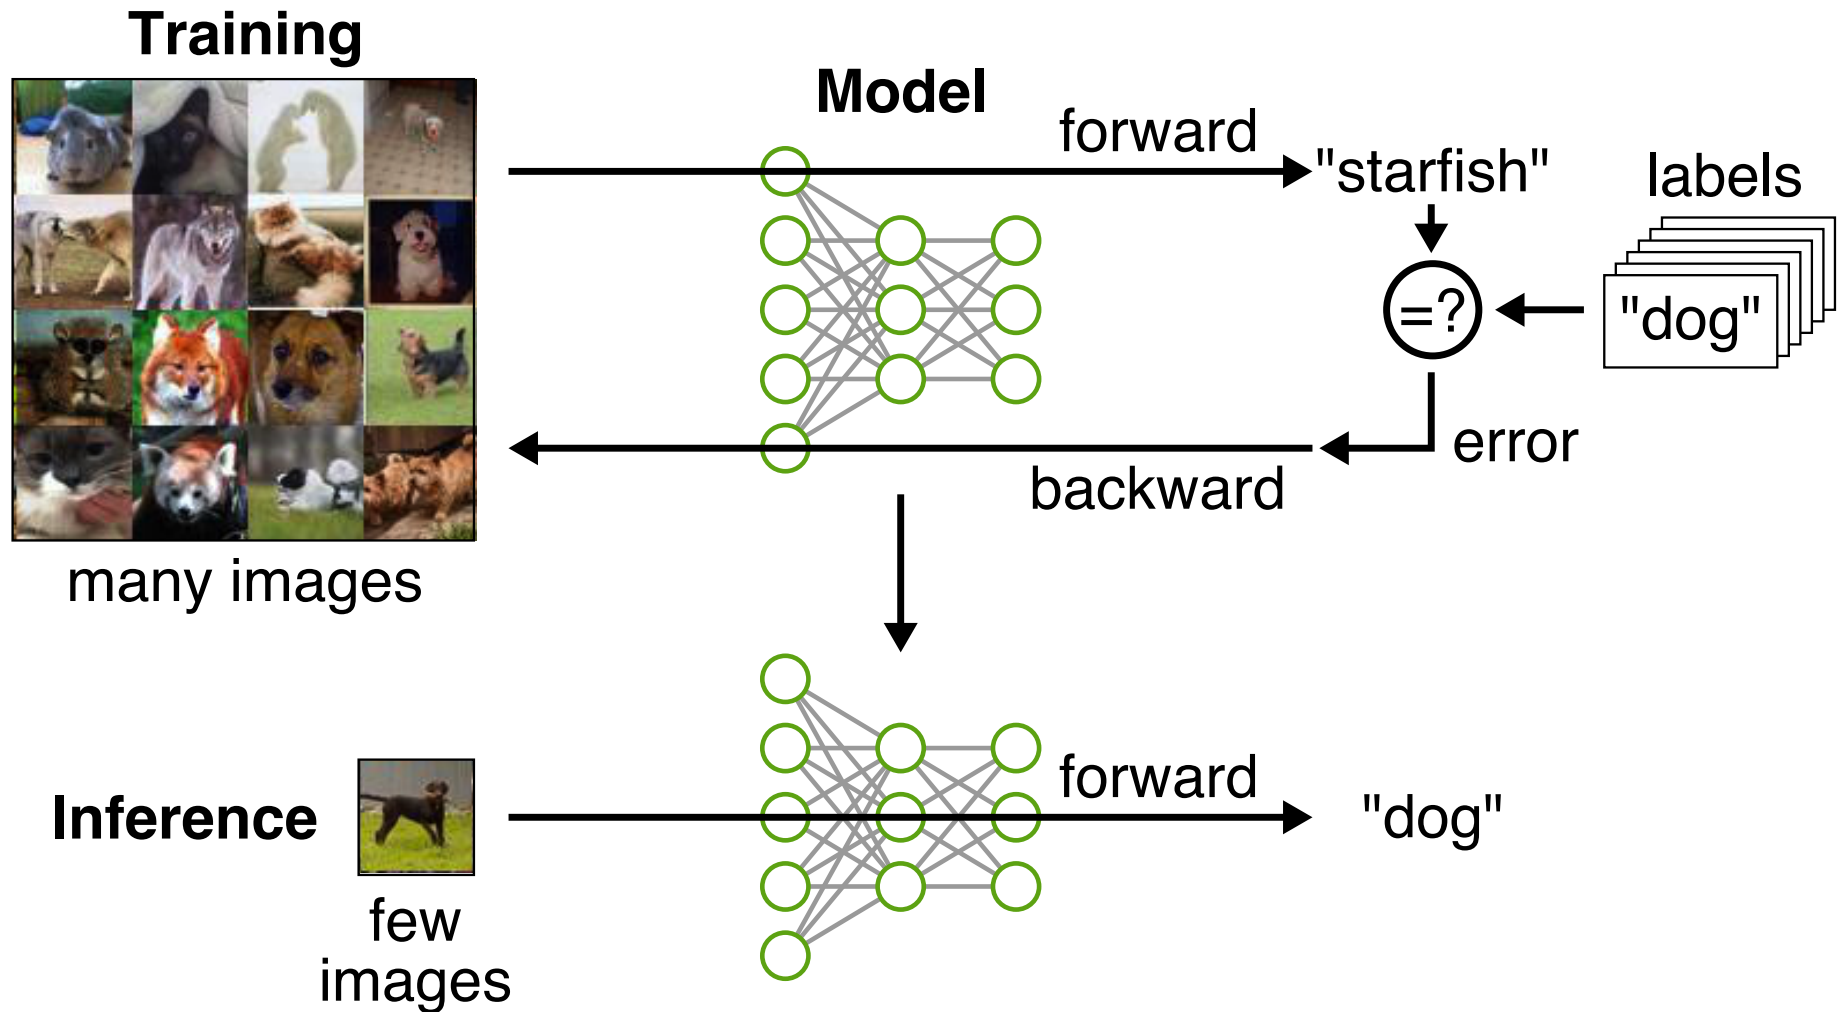 Training
Model
forward
"starfish"
labels
=?
"dog"
error
backward
many images
Inference
forward
"dog"
few
images